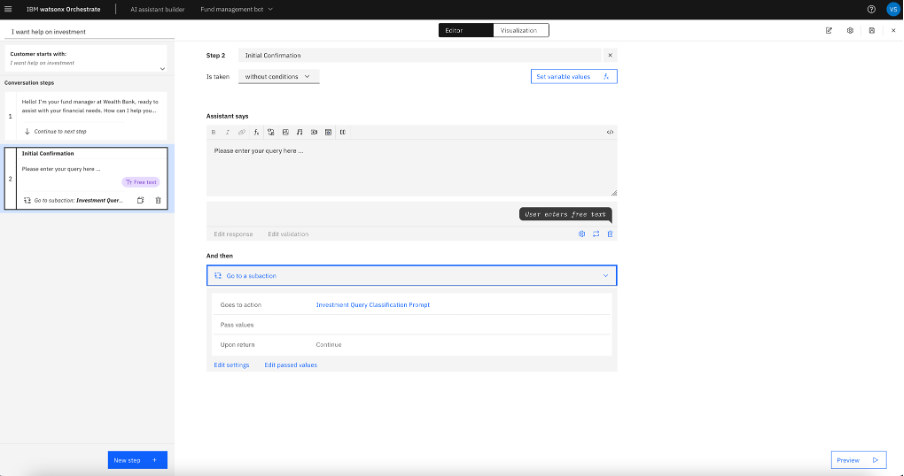 IBM watsonx Orchestrate
AI assistant builder
Fund management bot
VS
I want help on investment
Editor
Visualization
Customer starts with:
I want help on investment
Conversation steps
1
Hello! I'm your fund manager at Wealth Bank, ready to
assist with your financial needs. How can I help you...
Continue to next step
2
Initial Confirmation
Please enter your query here ...
Free text
Go to subaction: Investment Quer...
New step +
Step 2
Initial Confirmation
Is taken
without conditions
Set variable values
Assistant says
B I
Please enter your query here ...
User enters free text
Edit response
Edit validation
And then
Go to a subaction
Goes to action
Investment Query Classification Prompt
Pass values
Upon return
Continue
Edit settings
Edit passed values
Preview